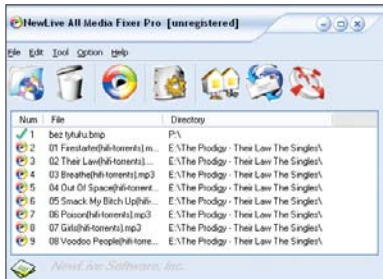 NewLive All Media Fixer Pro [unregistered]
File Edit Tool Option Help
Num File Directory
1 bez tytułu.bmp P:\
2 01 Firestarter(hifi-torrents).m... E:\The Prodigy - Their Law The Singles\
3 02 Their Law(hifi-torrents).... E:\The Prodigy - Their Law The Singles\
4 03 Breathe(hifi-torrents).mp3 E:\The Prodigy - Their Law The Singles\
5 04 Out Of Space(hifi-torrent... E:\The Prodigy - Their Law The Singles\
6 05 Smack My Bitch Up(hifi-... E:\The Prodigy - Their Law The Singles\
7 06 Poison(hifi-torrents).mp3 E:\The Prodigy - Their Law The Singles\
8 07 Girls(hifi-torrents).mp3 E:\The Prodigy - Their Law The Singles\
9 08 Voodoo People(hifi-torre... E:\The Prodigy - Their Law The Singles\
NewLive Software, Inc.